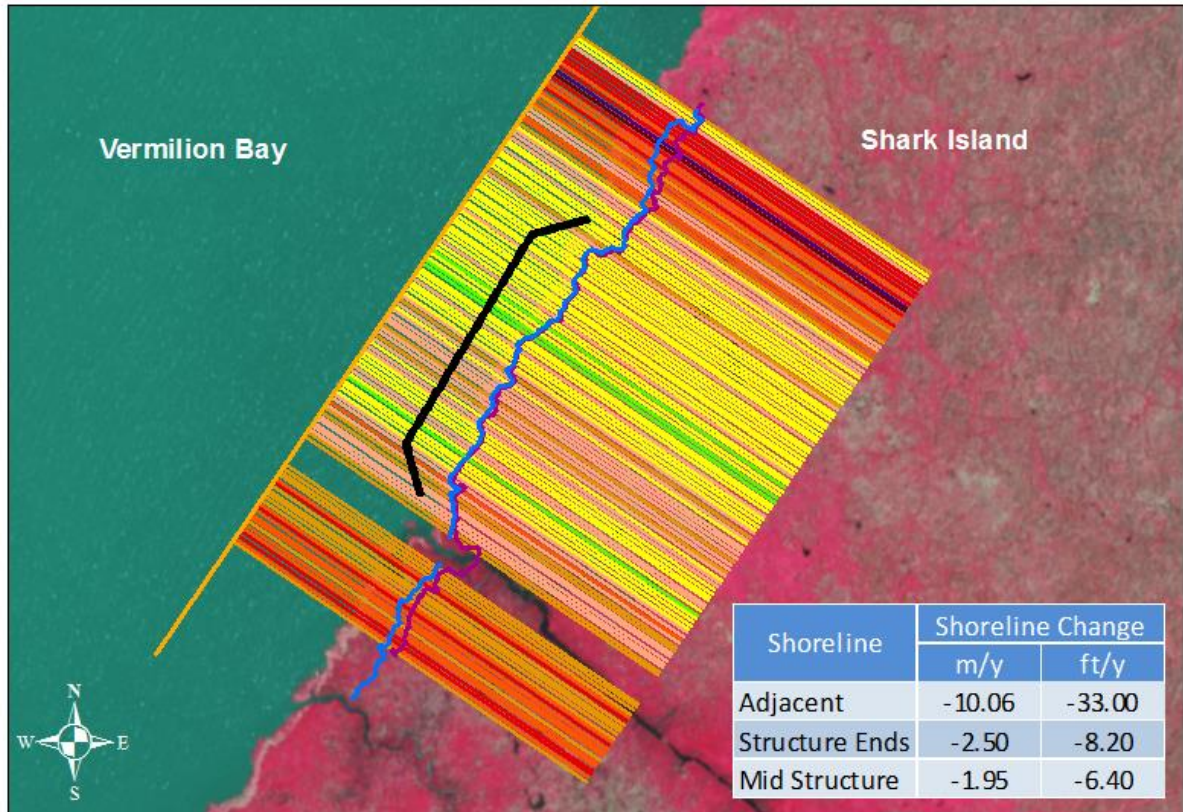 Vermilion Bay
Shark Island
N
W E
S
Shoreline Shoreline Change
m/y ft/y
Adjacent -10.06 -33.00
Structure Ends -2.50 -8.20
Mid Structure -1.95 -6.40